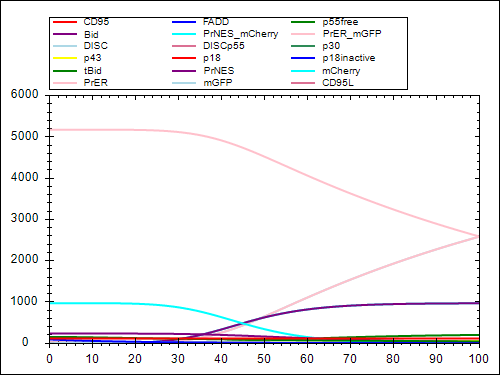 CD95 FADD p55free
Bid PrNES_mCherry PrER_mGFP
DISC DISCp55 p30
p43 p18 p18inactive
tBid PrNES mCherry
PrER mGFP CD95L
6000
5000
4000
3000
2000
1000
0
0 10 20 30 40 50 60 70 80 90 100